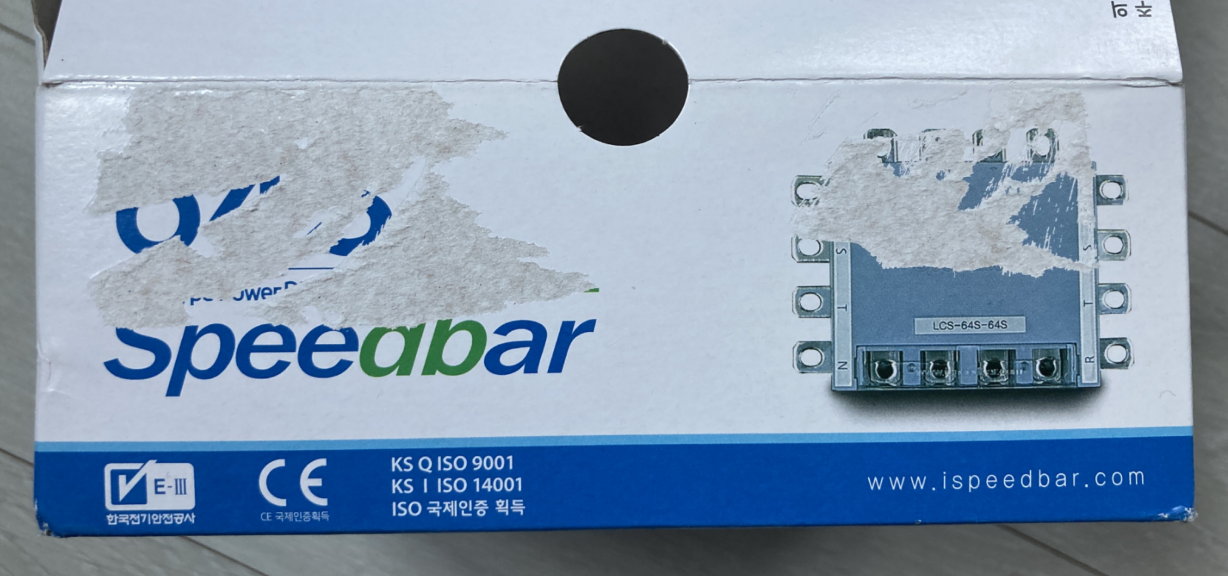 Speedbar
S
S
T
T
LCS-64S-64S
N
R
E-III
한국전기안전공사
CE
CE 국제인증획득
KS Q ISO 9001
KS I ISO 14001
ISO 국제인증 획득
www.ispeedbar.com